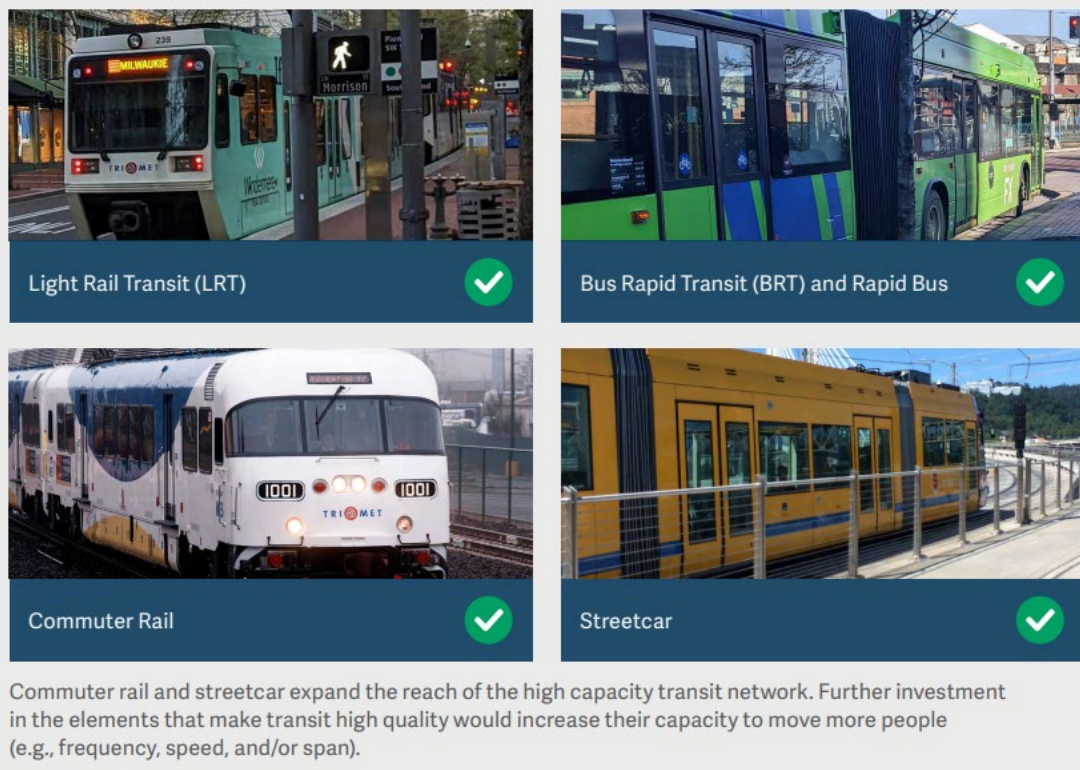 239
MILWAUKIE
TRIMET
Morrison
Windermere
FX
Light Rail Transit (LRT)
Bus Rapid Transit (BRT) and Rapid Bus
1001
1001
TRIMET
Commuter Rail
Streetcar
Commuter rail and streetcar expand the reach of the high capacity transit network. Further investment
in the elements that make transit high quality would increase their capacity to move more people
(e.g., frequency, speed, and/or span).